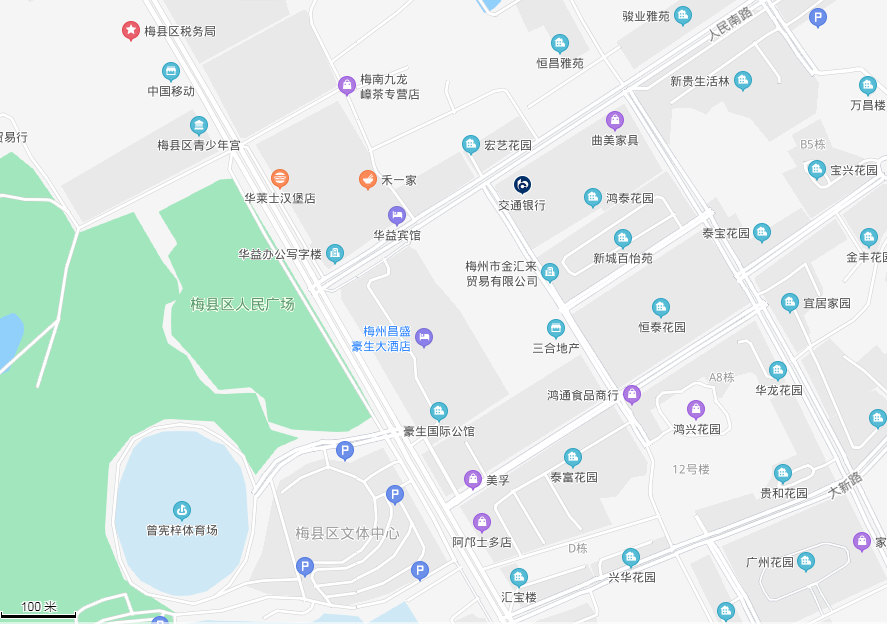 骏业雅苑
P
人民南路
梅县区税务局
恒昌雅苑
中国移动
梅南九龙
嶂茶专营店
新贵生活林
万昌楼
贸易行
梅县区青少年宫
宏艺花园
曲美家具
B5栋
宝兴花园
华莱士汉堡店
禾一家
交通银行
鸿泰花园
华益宾馆
泰宝花园
华益办公写字楼
新城百怡苑
金丰花园
梅州市金汇来
贸易有限公司
梅县区人民广场
宜居家园
恒泰花园
梅州昌盛
豪生大酒店
三合地产
A8栋
华龙花园
鸿通食品商行
豪生国际公馆
鸿兴花园
P
美孚
泰富花园
12号楼
贵和花园
大新路
P
曾宪梓体育场
梅县区文体中心
阿邝士多店
D栋
家
P
P
兴华花园
广州花园
汇宝楼
100 米
P